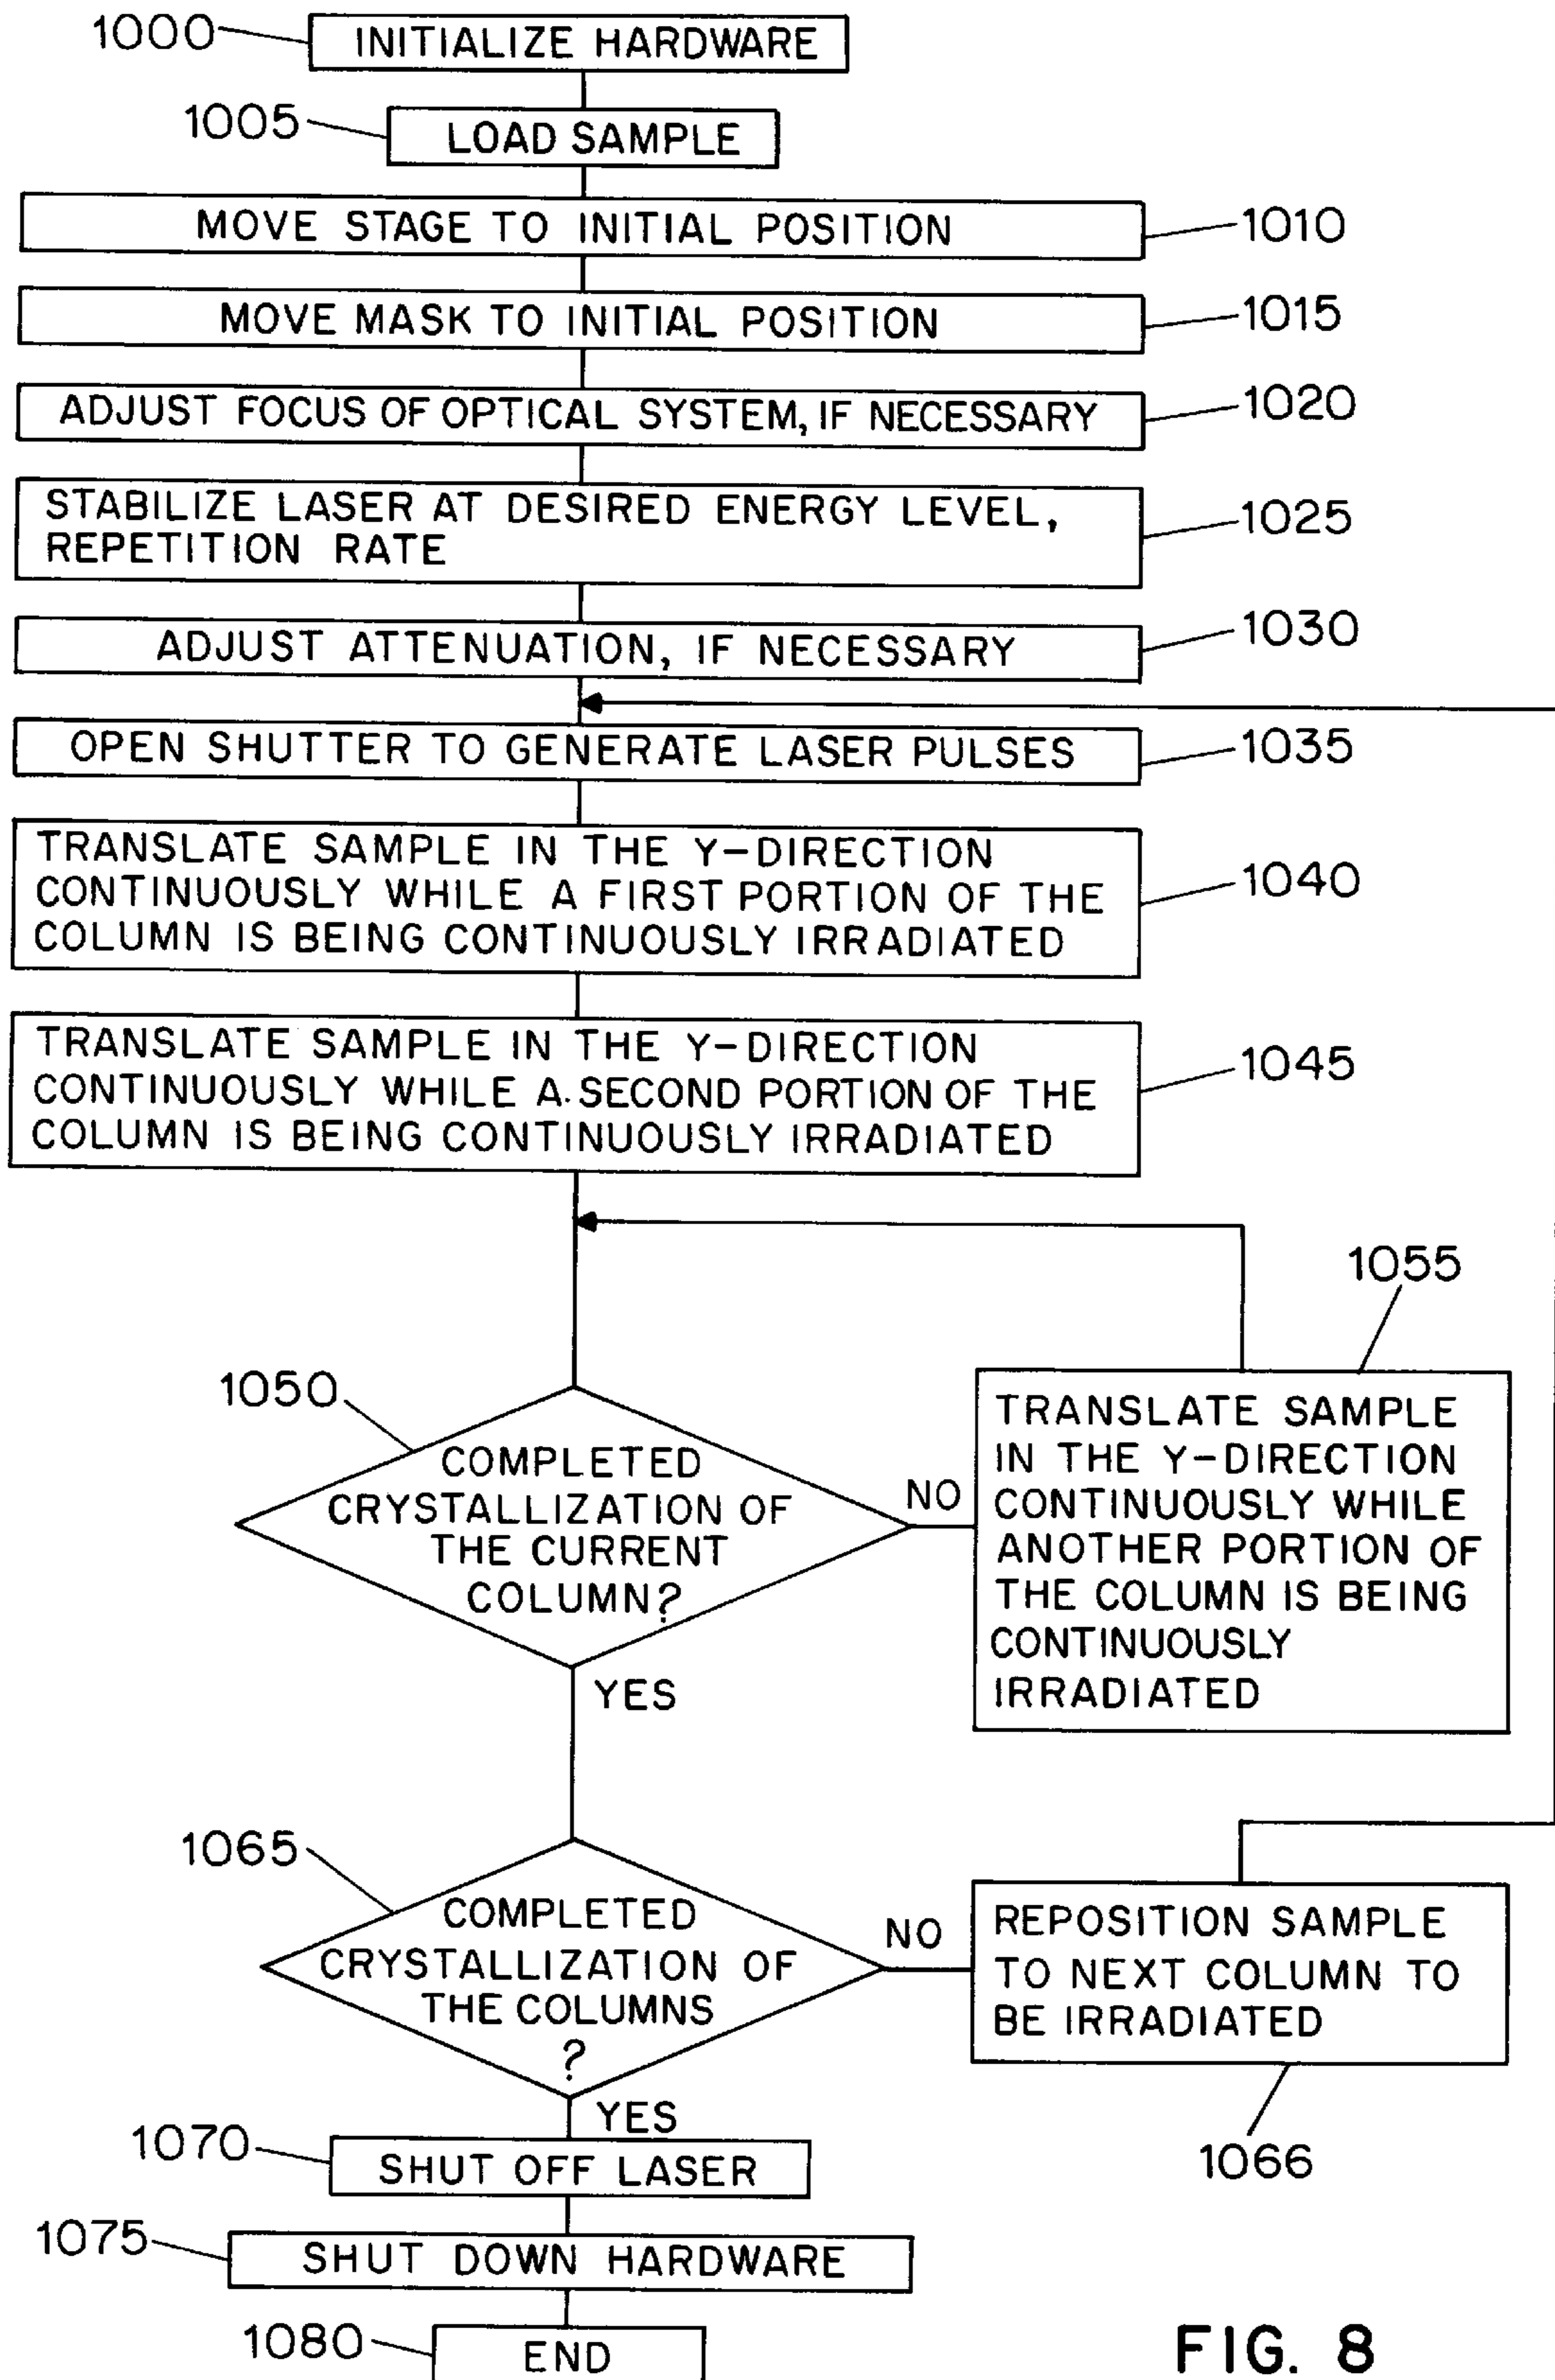 1000
INITIALIZE HARDWARE
1005
LOAD SAMPLE
MOVE STAGE TO INITIAL POSITION
1010
MOVE MASK TO INITIAL POSITION
1015
ADJUST FOCUS OF OPTICAL SYSTEM, IF NECESSARY
1020
STABILIZE LASER AT DESIRED ENERGY LEVEL,
REPETITION RATE
1025
ADJUST ATTENUATION, IF NECESSARY
1030
OPEN SHUTTER TO GENERATE LASER PULSES
1035
TRANSLATE SAMPLE IN THE Y-DIRECTION
CONTINUOUSLY WHILE A FIRST PORTION OF THE
COLUMN IS BEING CONTINUOUSLY IRRADIATED
1040
TRANSLATE SAMPLE IN THE Y-DIRECTION
CONTINUOUSLY WHILE A SECOND PORTION OF THE
COLUMN IS BEING CONTINUOUSLY IRRADIATED
1045
1050
COMPLETED
CRYSTALLIZATION OF
THE CURRENT
COLUMN?
NO
YES
1055
TRANSLATE SAMPLE
IN THE Y-DIRECTION
CONTINUOUSLY WHILE
ANOTHER PORTION OF
THE COLUMN IS BEING
CONTINUOUSLY
IRRADIATED
1065
COMPLETED
CRYSTALLIZATION OF
THE COLUMNS
?
NO
YES
REPOSITION SAMPLE
TO NEXT COLUMN TO
BE IRRADIATED
1066
1070
SHUT OFF LASER
1075
SHUT DOWN HARDWARE
1080
END
FIG. 8